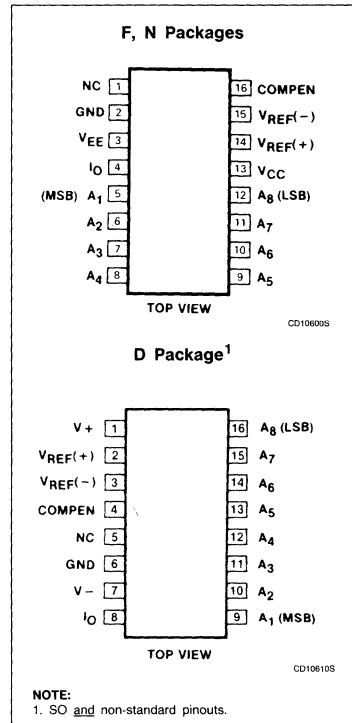 F, N Packages
NC 1 16 COMPEN
GND 2 15 VREF(−)
VEE 3 14 VREF(+)
IO 4 13 VCC
(MSB) A1 5 12 A8 (LSB)
A2 6 11 A7
A3 7 10 A6
A4 8 9 A5
TOP VIEW
CD10600S
D Package1
V+ 1 16 A8 (LSB)
VREF(+) 2 15 A7
VREF(−) 3 14 A6
COMPEN 4 13 A5
NC 5 12 A4
GND 6 11 A3
V− 7 10 A2
IO 8 9 A1 (MSB)
TOP VIEW
CD10610S
NOTE:
1. SO and non-standard pinouts.